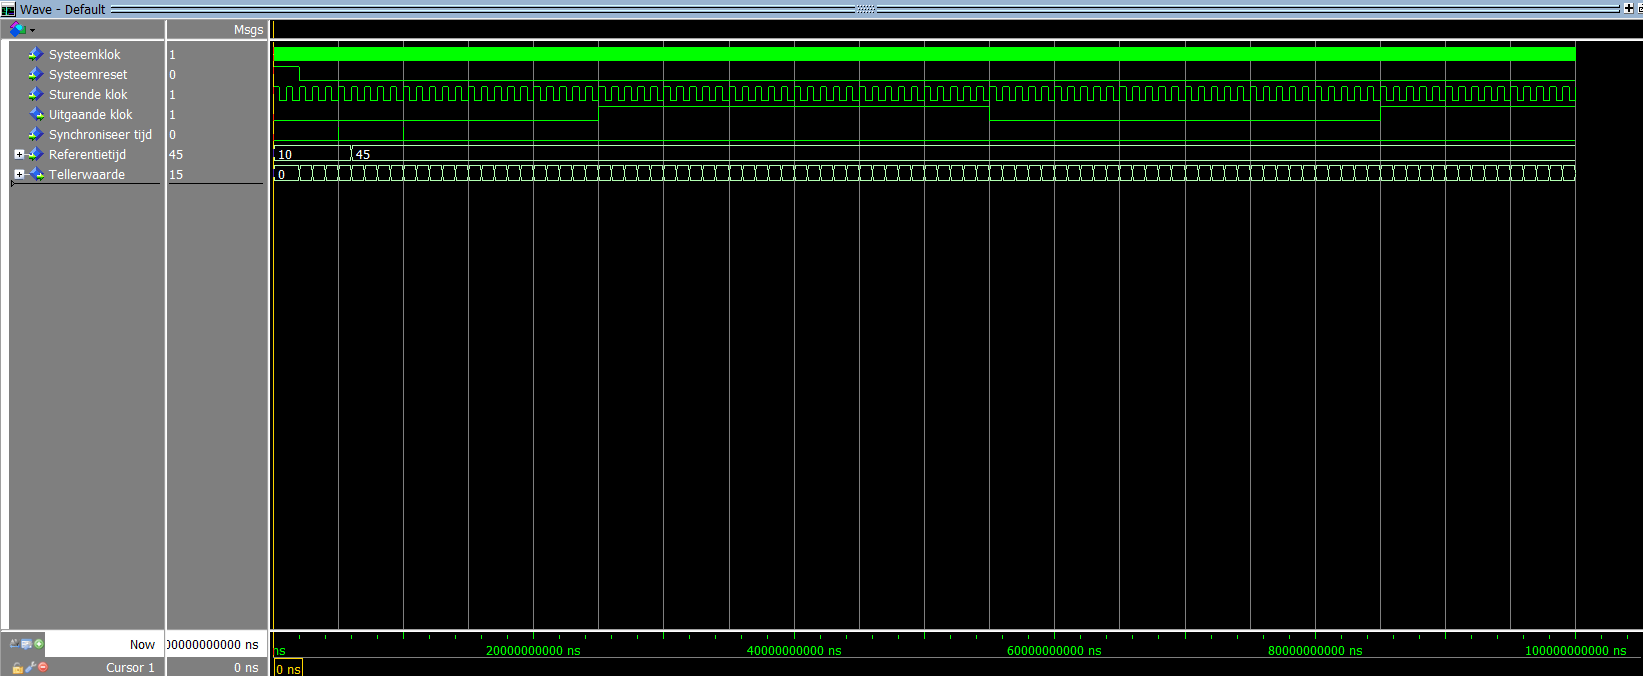 Wave - Default
Msgs
Systeemklok 1
Systeemreset 0
Sturende klok 1
Uitgaande klok 1
Synchroniseer tijd 0
Referentietijd 45 10 45
Tellerwaarde 15 0
Now 00000000000 ns ns 20000000000 ns 40000000000 ns 60000000000 ns 80000000000 ns 100000000000 ns
Cursor 1 0 ns 0 ns